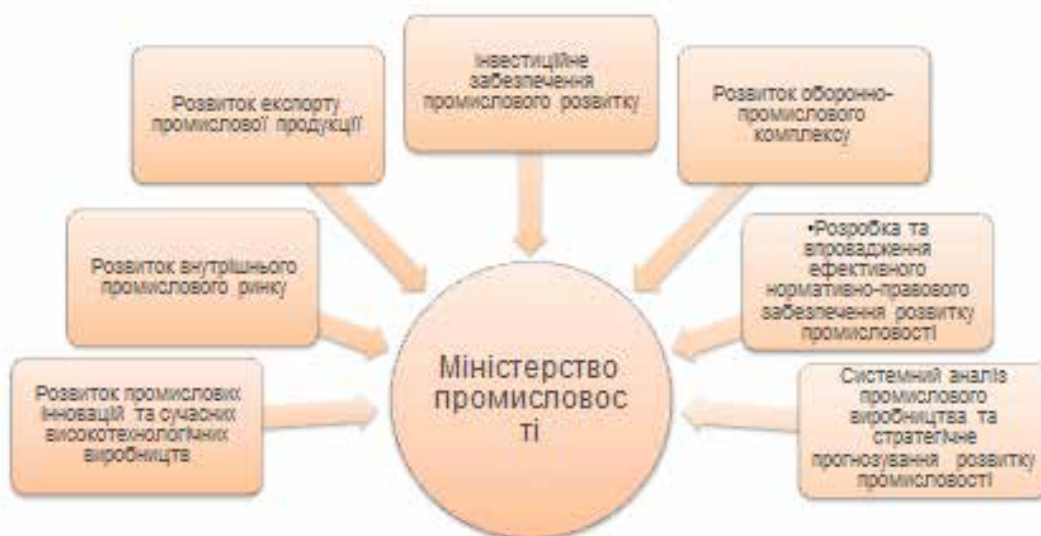 Інвестиційне
забезпечення
промислового розвитку
Розвиток експорту
промислової продукції
Розвиток оборонно-
промислового
комплексу
Розвиток внутрішнього
промислового ринку
•Розробка та
впровадження
ефективного
нормативно-правового
забезпечення розвитку
промисловості
Розвиток промислових
інновацій та сучасних
високотехнологічних
виробництв
Міністерство
промисловос
ті
Системний аналіз
промислового
виробництва та
стратегічне
прогнозування розвитку
промисловості